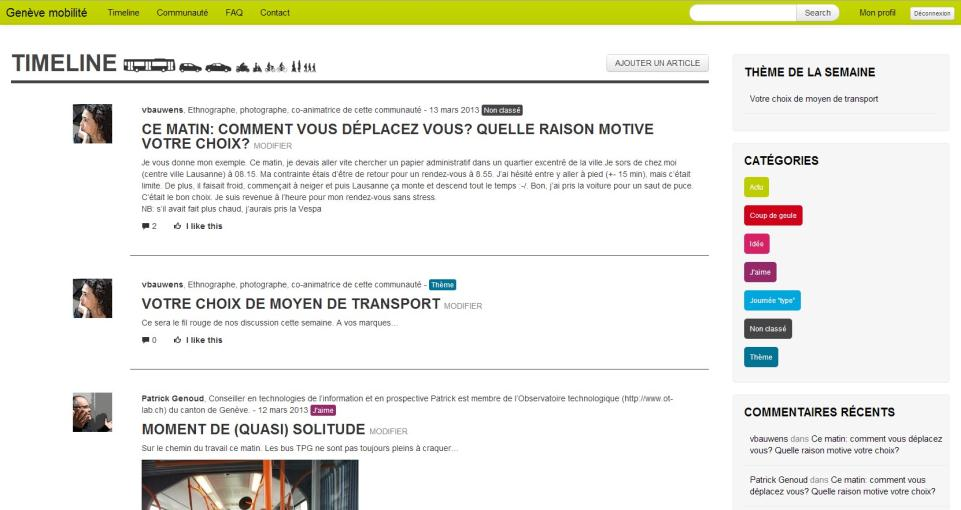 Genève mobilité Timeline Communauté FAQ Contact Search Mon profil Déconnexion
TIMELINE AJOUTER UN ARTICLE
vbauwens, Ethnographe, photographe, co-animatrice de cette communauté - 13 mars 2013 Non classé
CE MATIN: COMMENT VOUS DÉPLACEZ VOUS? QUELLE RAISON MOTIVE
VOTRE CHOIX? MODIFIER
Je vous donne mon exemple. Ce matin, je devais aller vite chercher un papier administratif dans un quartier excentré de la ville Je sors de chez moi
(centre ville Lausanne) à 08.15. Ma contrainte étais d'être de retour pour un rendez-vous à 8.55. J'ai hésité entre y aller à pied (+- 15 min), mais c'était
limite. De plus, il faisait froid, commençait à neiger et puis Lausanne ça monte et descend tout le temps :-/. Bon, j'ai pris la voiture pour un saut de puce.
C'était le bon choix. Je suis revenue à l'heure pour mon rendez-vous sans stress.
NB: s'il avait fait plus chaud, j'aurais pris la Vespa
2 I like this
vbauwens, Ethnographe, photographe, co-animatrice de cette communauté - Thème
VOTRE CHOIX DE MOYEN DE TRANSPORT MODIFIER
Ce sera le fil rouge de nos discussion cette semaine. A vos marques...
0 I like this
Patrick Genoud, Conseiller en technologies de l'information et en prospective Patrick est membre de l'Observatoire technologique (http://www.ot-
lab.ch) du canton de Genève. - 12 mars 2013 J'aime
MOMENT DE (QUASI) SOLITUDE MODIFIER
Sur le chemin du travail ce matin. Les bus TPG ne sont pas toujours pleins à craquer...
THÈME DE LA SEMAINE
Votre choix de moyen de transport
CATÉGORIES
Actu
Coup de geule
Idée
J'aime
Journée "type"
Non classé
Thème
COMMENTAIRES RÉCENTS
vbauwens dans Ce matin: comment vous déplacez
vous? Quelle raison motive votre choix?
Patrick Genoud dans Ce matin: comment vous
déplacez vous? Quelle raison motive votre choix?